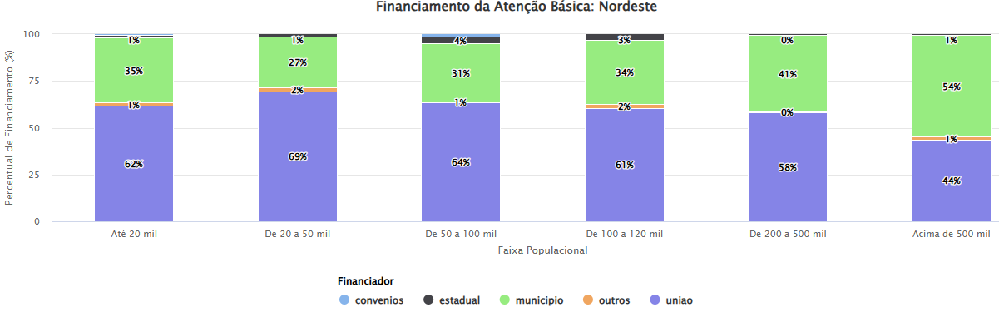 Financiamento da Atenção Básica: Nordeste
Percentual de Financiamento (%)
100
75
50
25
0
1% 1% 4% 3% 0% 1%
35% 27% 31% 34% 41% 54%
1% 2% 1% 2% 0% 1%
62% 69% 64% 61% 58% 44%
Até 20 mil De 20 a 50 mil De 50 a 100 mil De 100 a 120 mil De 200 a 500 mil Acima de 500 mil
Faixa Populacional
Financiador
convenios estadual municipio outros uniao